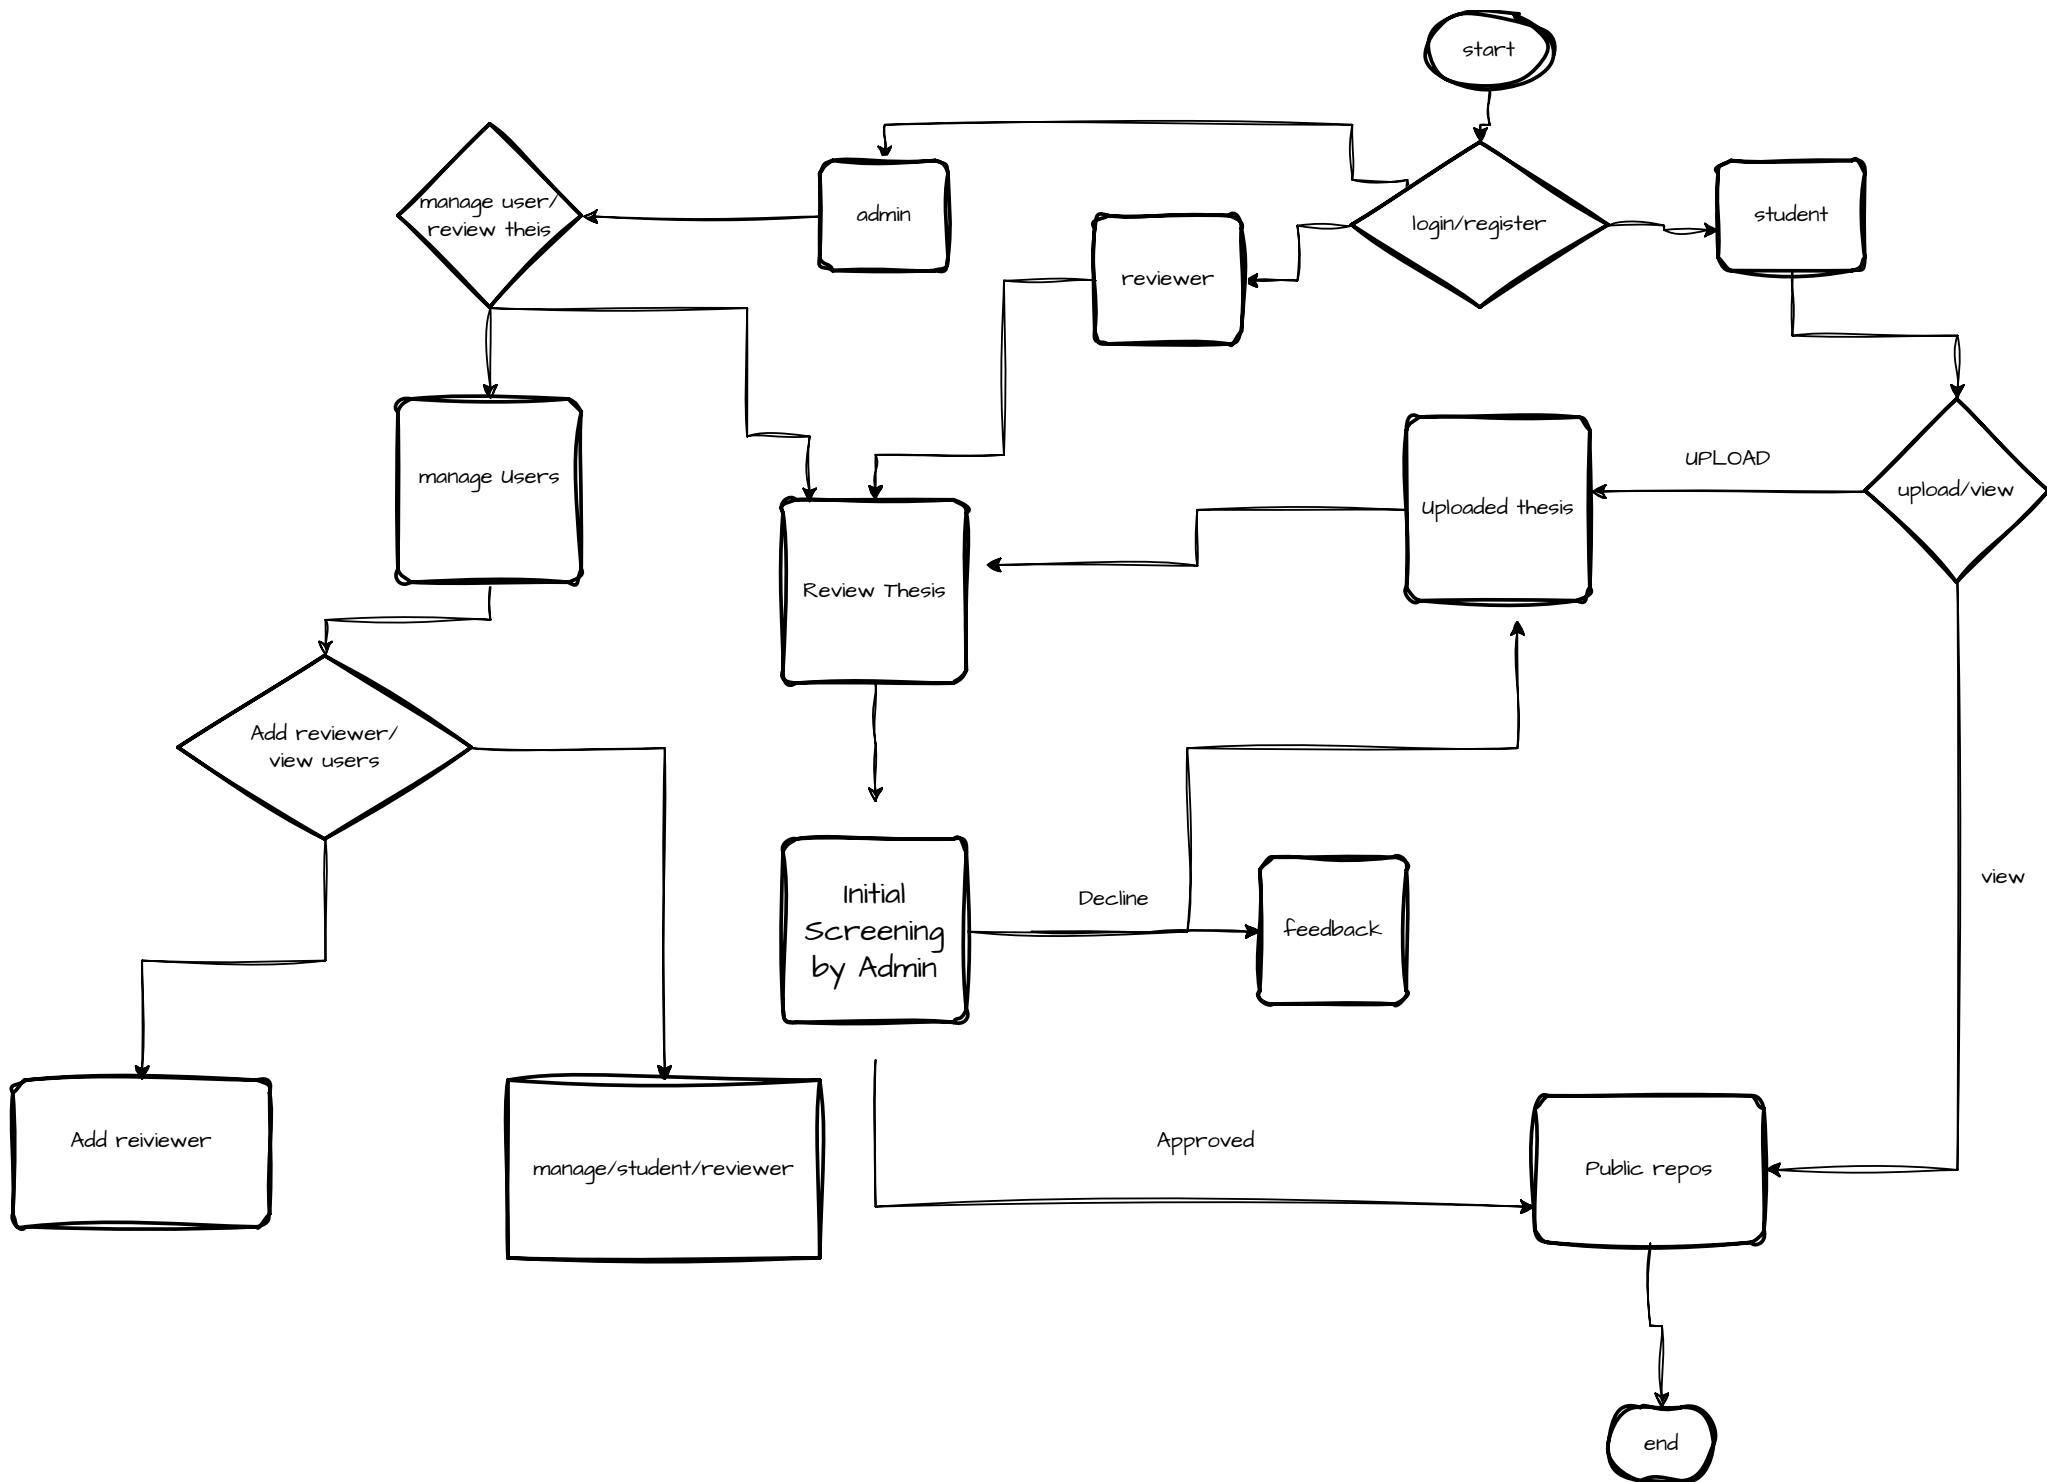 start
manage user/
review theis
admin
reviewer
login/register
student
manage Users
Review Thesis
Uploaded thesis
UPLOAD
upload/view
Add reviewer/
view users
Initial
Screening
by Admin
Decline
feedback
view
Add reiviewer
manage/student/reviewer
Approved
Public repos
end